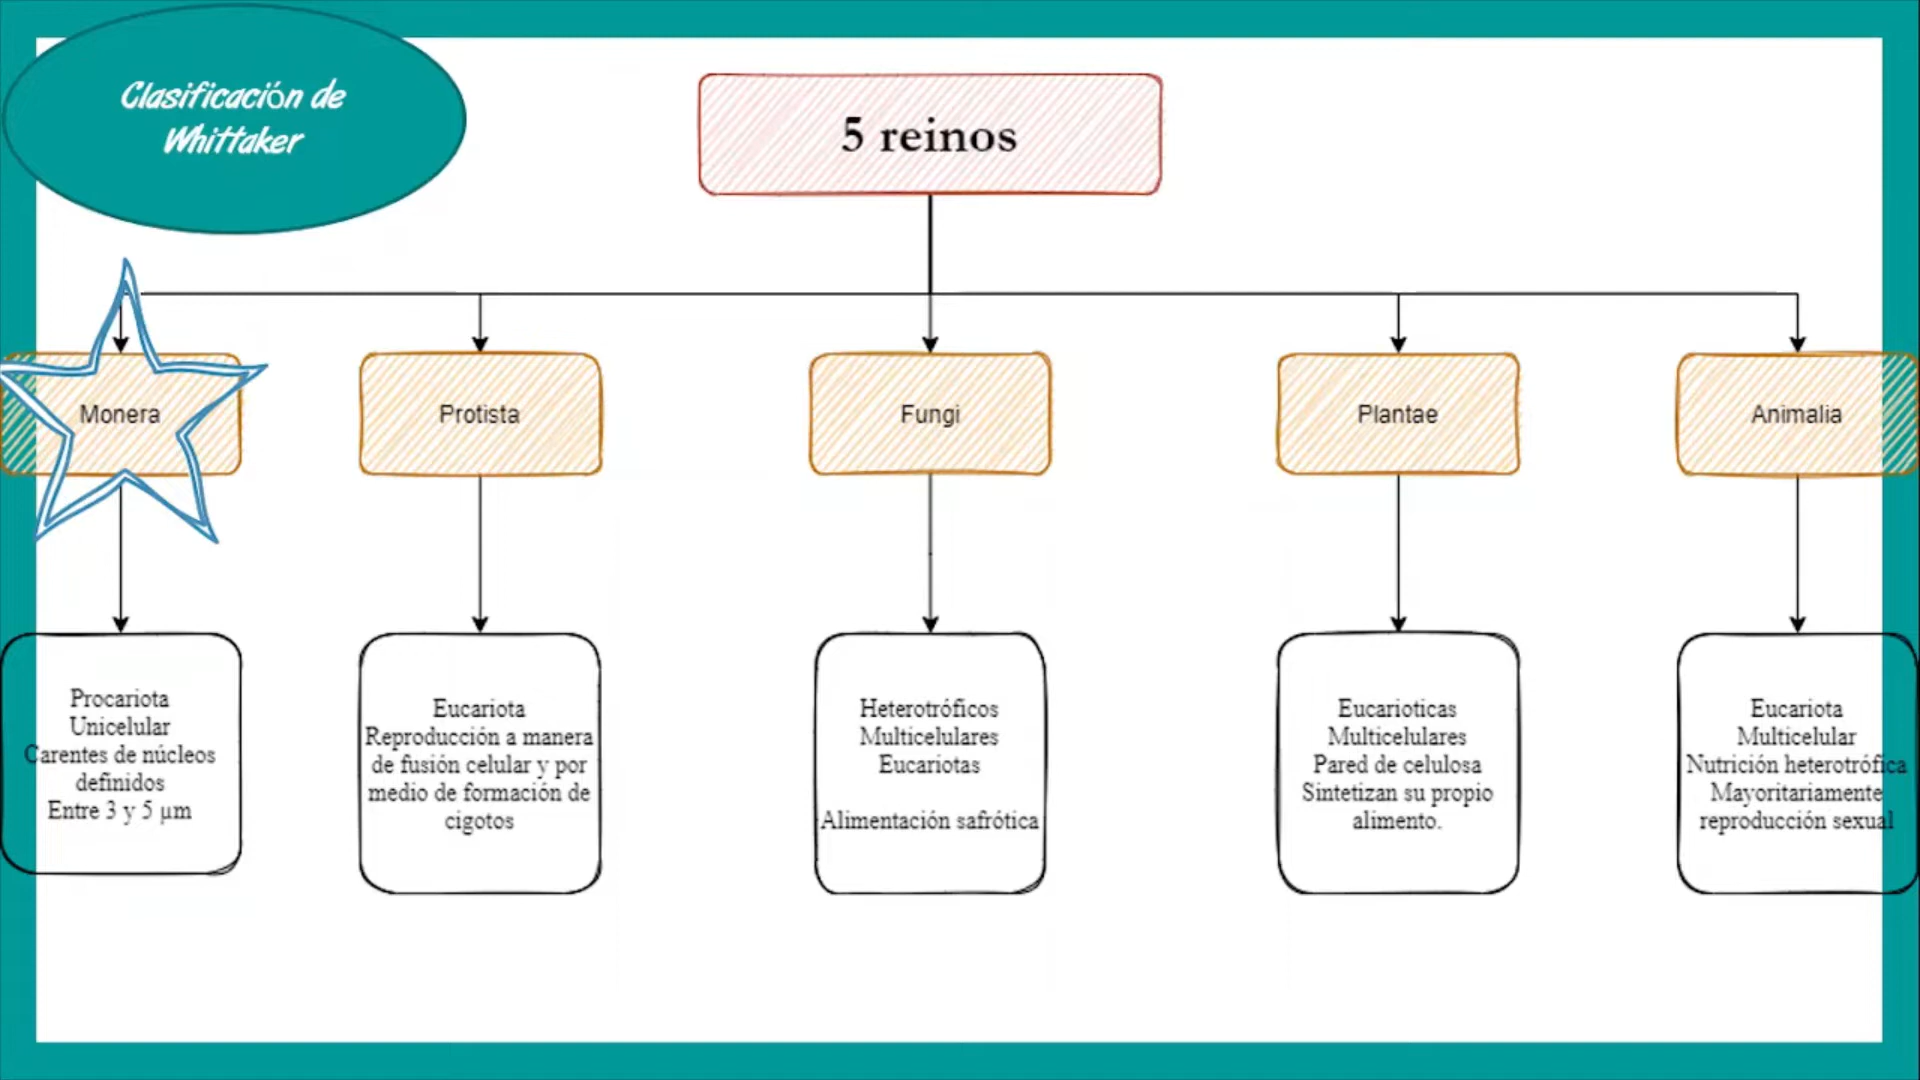 Clasificación de
Whittaker
5 reinos
Monera
Protista
Fungi
Plantae
Animalia
Procariota
Unicelular
Carentes de núcleos
definidos
Entre 3 y 5 µm
Eucariota
Reproducción a manera
de fusión celular y por
medio de formación de
cigotos
Heterotróficos
Multicelulares
Eucariotas
Alimentación safrótica
Eucarioticas
Multicelulares
Pared de celulosa
Sintetizan su propio
alimento.
Eucariota
Multicelular
Nutrición heterotrófica
Mayoritariamente
reproducción sexual